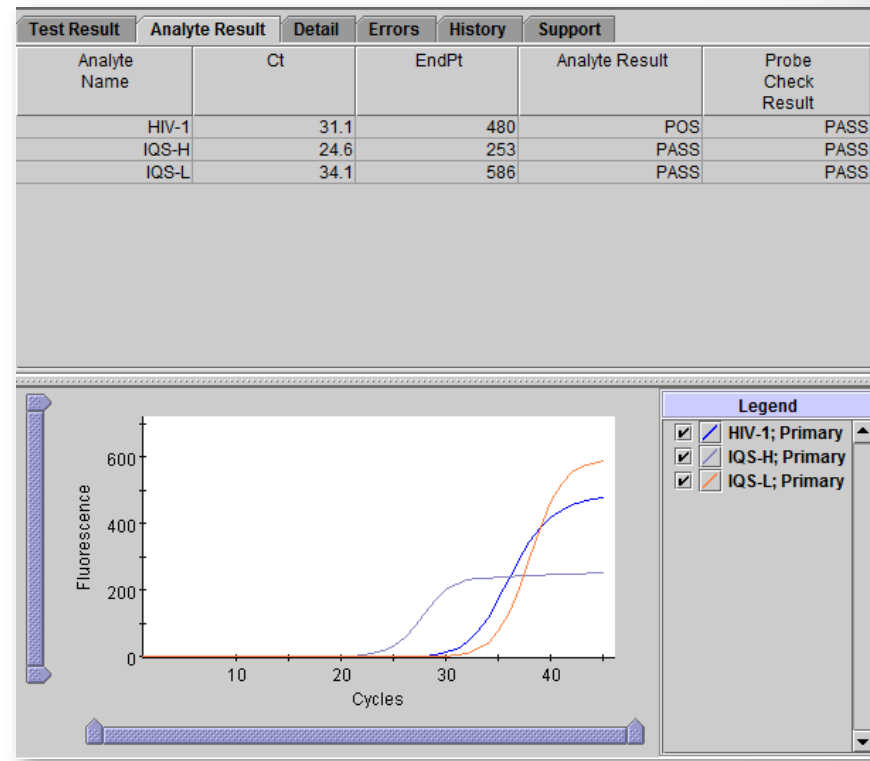 Test Result Analyte Result Detail Errors History Support
Analyte Name Ct EndPt Analyte Result Probe Check Result
HIV-1 31.1 480 POS PASS
IQS-H 24.6 253 PASS PASS
IQS-L 34.1 586 PASS PASS
Legend
HIV-1; Primary
IQS-H; Primary
IQS-L; Primary
Fluorescence
600
400
200
0
10 20 30 40
Cycles